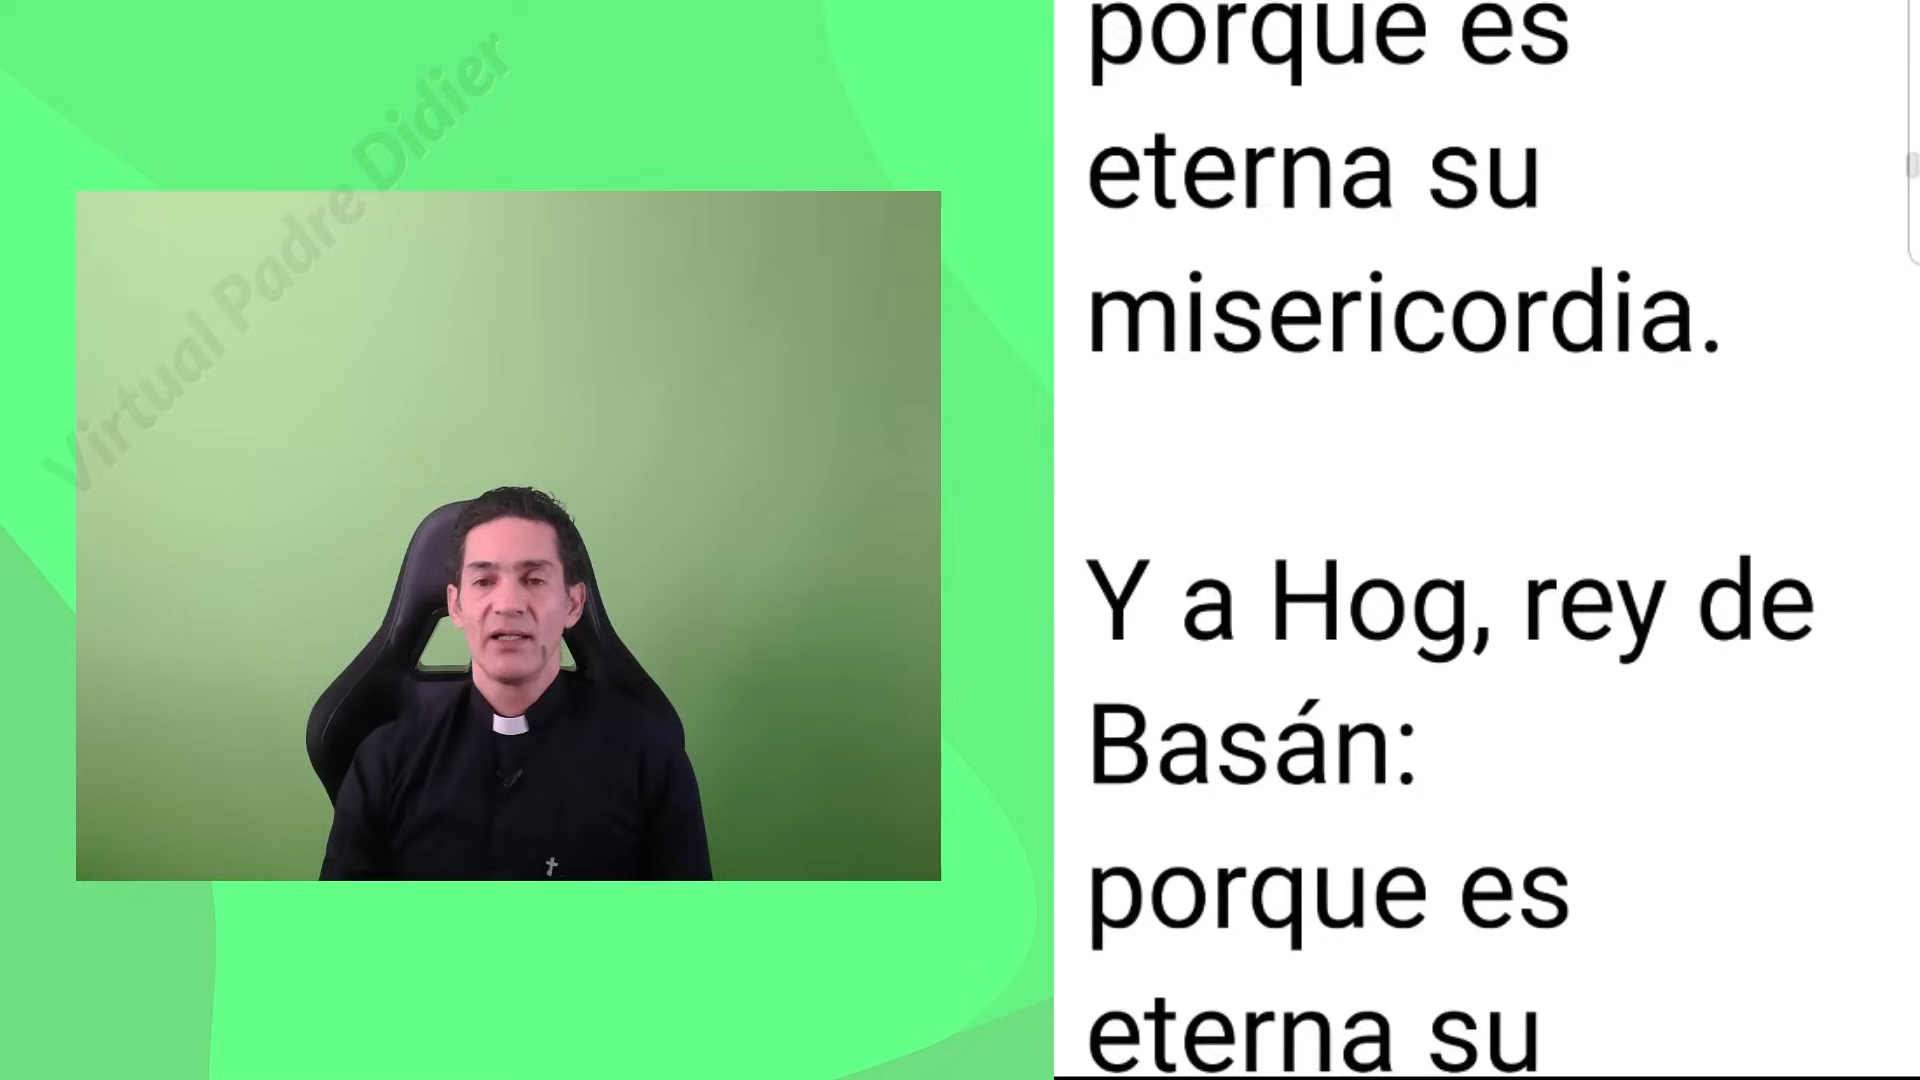 Virtual Padre Didier
porque es
eterna su
misericordia.
Y a Hog, rey de
Basán:
porque es
eterna su